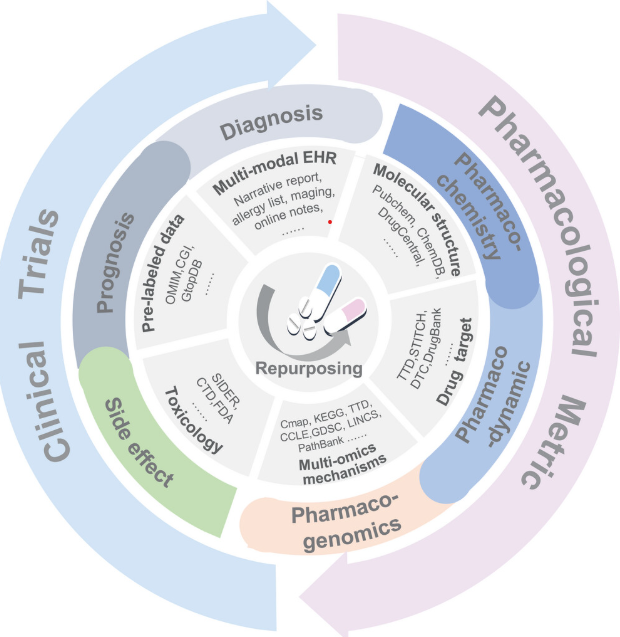 Clinical Trials
Pharmacological Metric
Diagnosis
Pharmaco-
chemistry
Pharmaco
-dynamic
Pharmaco-
genomics
Side effect
Prognosis
Multi-modal EHR
Narrative report,
allergy list, maging,
online notes,
......
Molecular structure
Pubchem, ChemDB,
DrugCentral,
......
TTD,STITCH,
DTC,DrugBank
......
Drug target
Cmap, KEGG, TTD,
CCLE,GDSC, LINCS,
PathBank ......
Multi-omics
mechanisms
SIDER,
CTD,FDA
......
Toxicology
Pre-labeled data
OMIM,CGI,
GtopDB
......
Repurposing